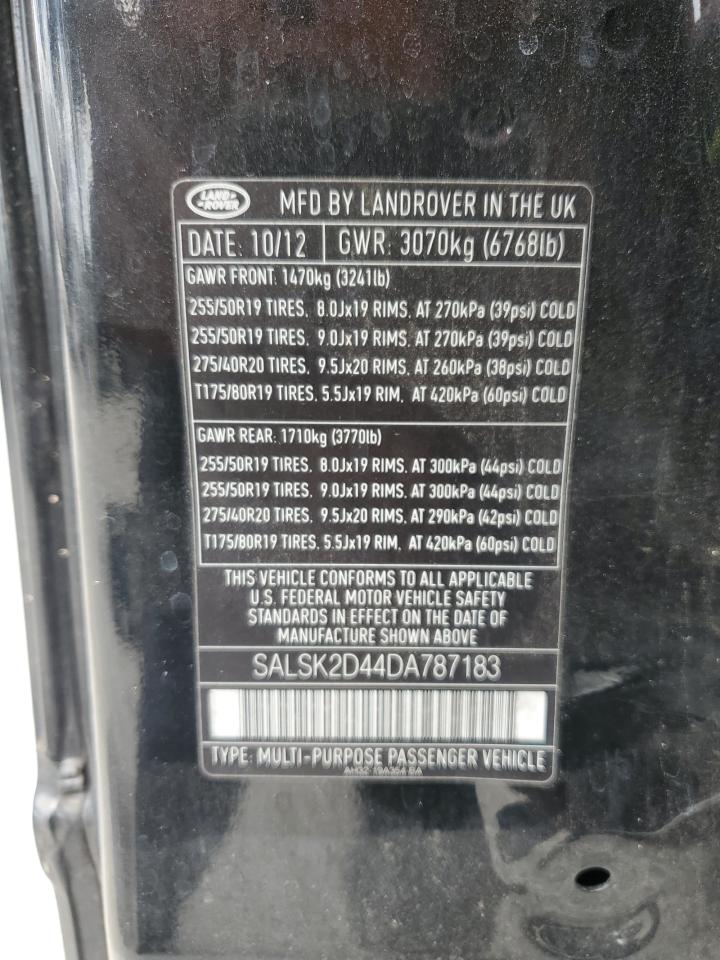 LAND ROVER MFD BY LANDROVER IN THE UK
DATE: 10/12 GWR: 3070kg (6768lb)
GAWR FRONT: 1470kg (3241lb)
255/50R19 TIRES, 8.0Jx19 RIMS, AT 270kPa (39psi) COLD
255/50R19 TIRES, 9.0Jx19 RIMS, AT 270kPa (39psi) COLD
275/40R20 TIRES, 9.5Jx20 RIMS, AT 260kPa (38psi) COLD
T175/80R19 TIRES, 5.5Jx19 RIM, AT 420kPa (60psi) COLD
GAWR REAR: 1710kg (3770lb)
255/50R19 TIRES, 8.0Jx19 RIMS, AT 300kPa (44psi) COLD
255/50R19 TIRES, 9.0Jx19 RIMS, AT 300kPa (44psi) COLD
275/40R20 TIRES, 9.5Jx20 RIMS, AT 290kPa (42psi) COLD
T175/80R19 TIRES, 5.5Jx19 RIM, AT 420kPa (60psi) COLD
THIS VEHICLE CONFORMS TO ALL APPLICABLE
U.S. FEDERAL MOTOR VEHICLE SAFETY
STANDARDS IN EFFECT ON THE DATE OF
MANUFACTURE SHOWN ABOVE
SALSK2D44DA787183
TYPE: MULTI-PURPOSE PASSENGER VEHICLE
AH32-19A354-BA